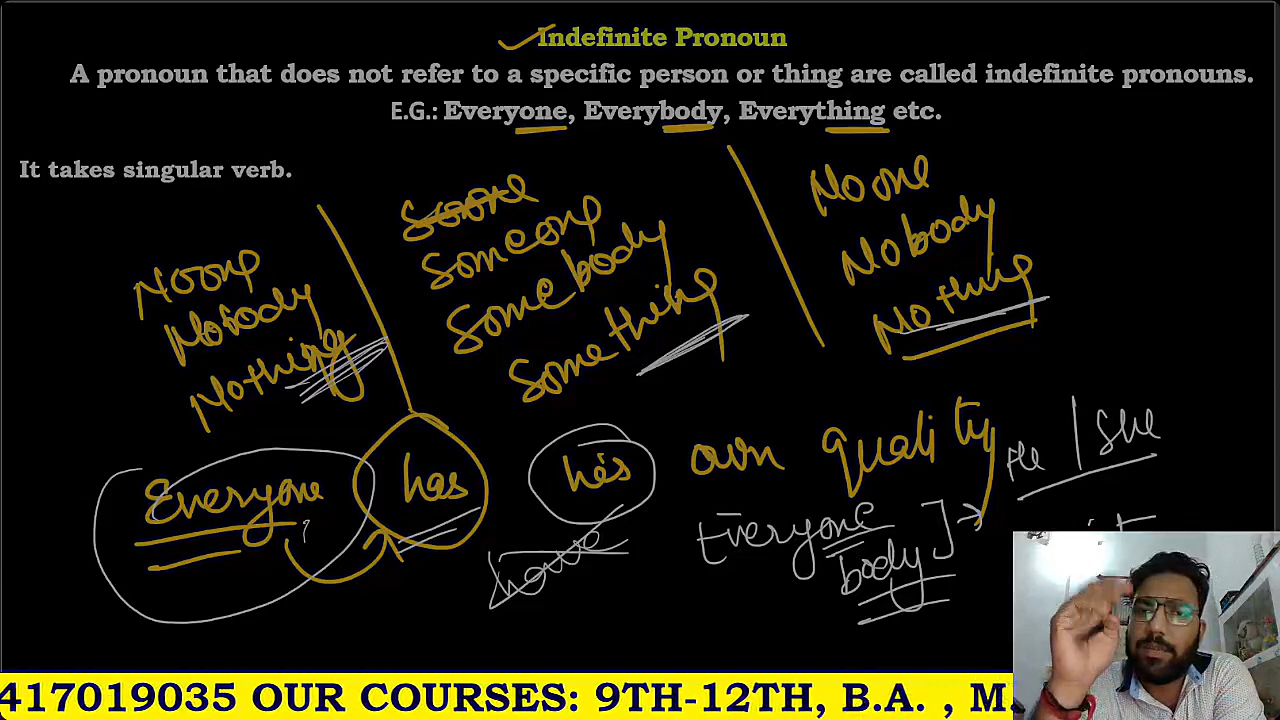 Indefinite Pronoun
A pronoun that does not refer to a specific person or thing are called indefinite pronouns.
E.G.: Everyone, Everybody, Everything etc.
It takes singular verb.
Noone
Nobody
Nothing
Someone
Somebody
Something
No one
Nobody
Nothing
Everyone has his own quality
he / she
have
Everyone
body
417019035 OUR COURSES: 9TH-12TH, B.A. , M.